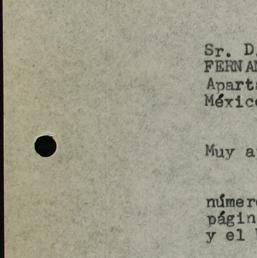 Sr. D.
FERNAN
Aparta
México
Muy a
númer
págin
y el